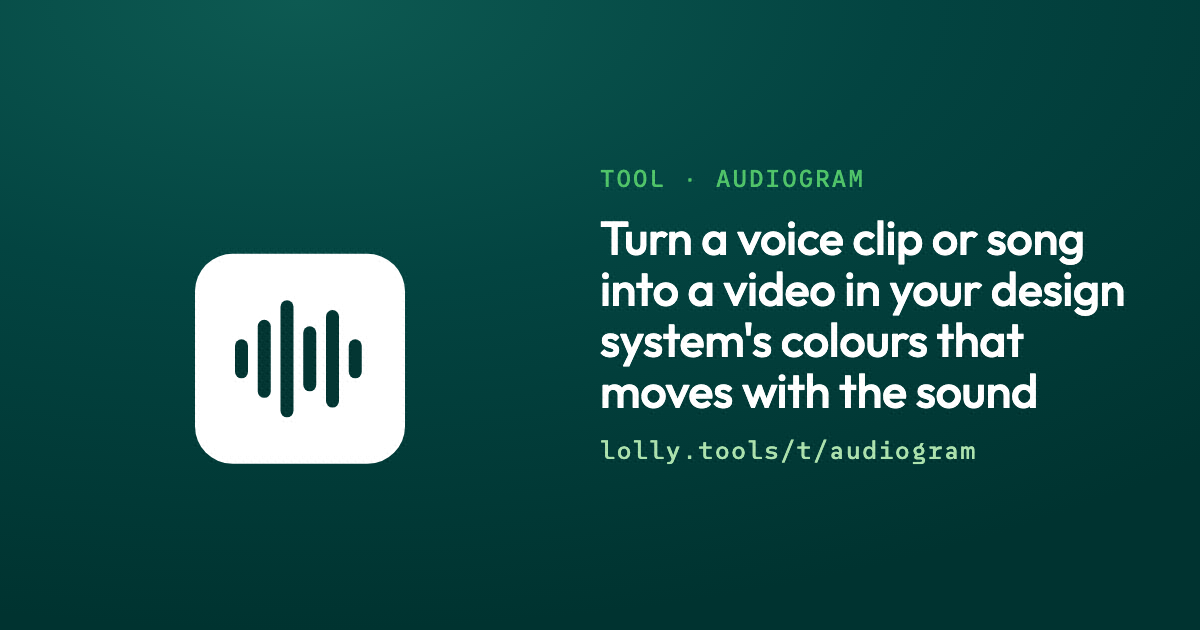 TOOL · AUDIOGRAM
Turn a voice clip or song
into a video in your design
system's colours that
moves with the sound
lolly.tools/t/audiogram